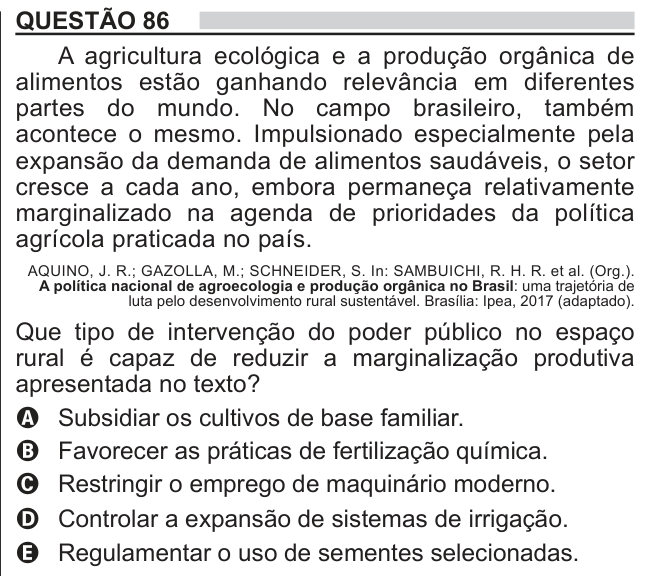 QUESTÃO 86
A agricultura ecológica e a produção orgânica de
alimentos estão ganhando relevância em diferentes
partes do mundo. No campo brasileiro, também
acontece o mesmo. Impulsionado especialmente pela
expansão da demanda de alimentos saudáveis, o setor
cresce a cada ano, embora permaneça relativamente
marginalizado na agenda de prioridades da política
agrícola praticada no país.
AQUINO, J. R.; GAZOLLA, M.; SCHNEIDER, S. In: SAMBUICHI, R. H. R. et al. (Org.).
A política nacional de agroecologia e produção orgânica no Brasil: uma trajetória de
luta pelo desenvolvimento rural sustentável. Brasília: Ipea, 2017 (adaptado).
Que tipo de intervenção do poder público no espaço
rural é capaz de reduzir a marginalização produtiva
apresentada no texto?
A Subsidiar os cultivos de base familiar.
B Favorecer as práticas de fertilização química.
C Restringir o emprego de maquinário moderno.
D Controlar a expansão de sistemas de irrigação.
E Regulamentar o uso de sementes selecionadas.